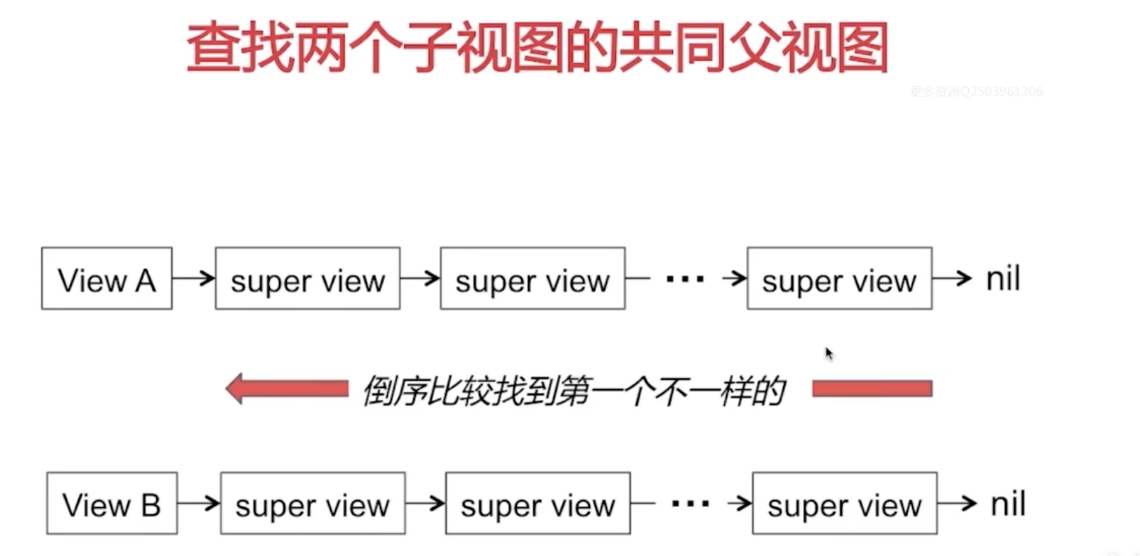 查找两个子视图的共同父视图
更多资源Q2503961206
View A super view super view ... super view nil
倒序比较找到第一个不一样的
View B super view super view ... super view nil